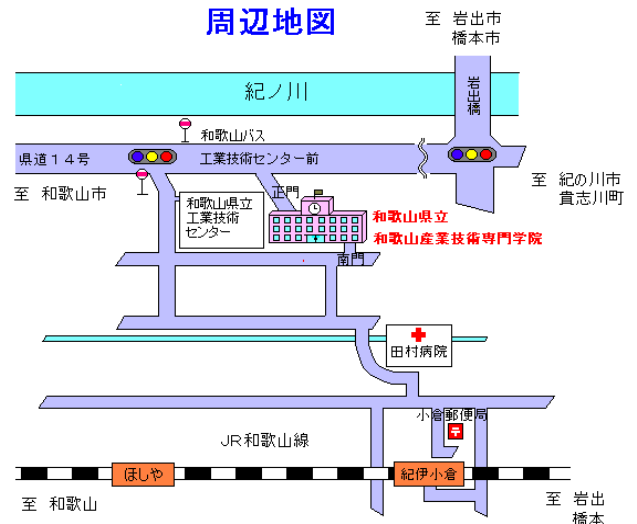 周辺地図
至 岩出市
橋本市
紀ノ川
岩出橋
和歌山バス
県道１４号
工業技術センター前
至 和歌山市
至 紀の川市
貴志川町
正門
和歌山県立
工業技術
センター
和歌山県立
和歌山産業技術専門学院
南門
田村病院
小倉郵便局
〒
JR和歌山線
ほしや
紀伊小倉
至 和歌山
至 岩出
橋本